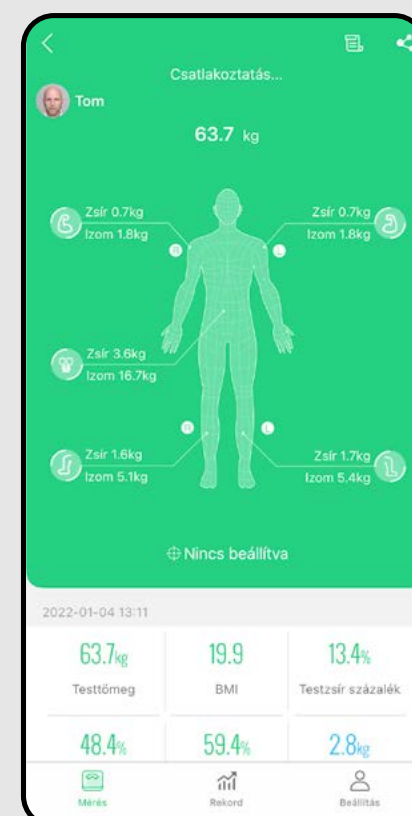 Csatlakoztatás...
Tom
63.7 kg
Zsír 0.7kg
Izom 1.8kg
Zsír 0.7kg
Izom 1.8kg
R
L
Zsír 3.6kg
Izom 16.7kg
R
L
Zsír 1.6kg
Izom 5.1kg
Zsír 1.7kg
Izom 5.4kg
Nincs beállítva
2022-01-04 13:11
63.7kg
19.9
13.4%
Testtömeg
BMI
Testzsír százalék
48.4%
59.4%
2.8kg
Mérés
Rekord
Beállítás